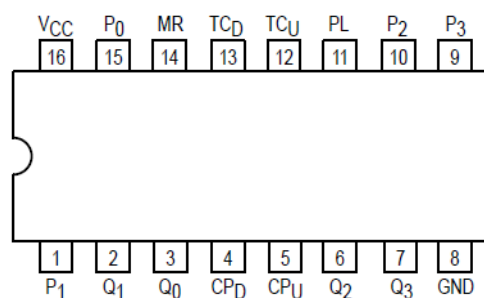 VCC P0 MR TCD TCU PL P2 P3
16 15 14 13 12 11 10 9
1 2 3 4 5 6 7 8
P1 Q1 Q0 CPD CPU Q2 Q3 GND